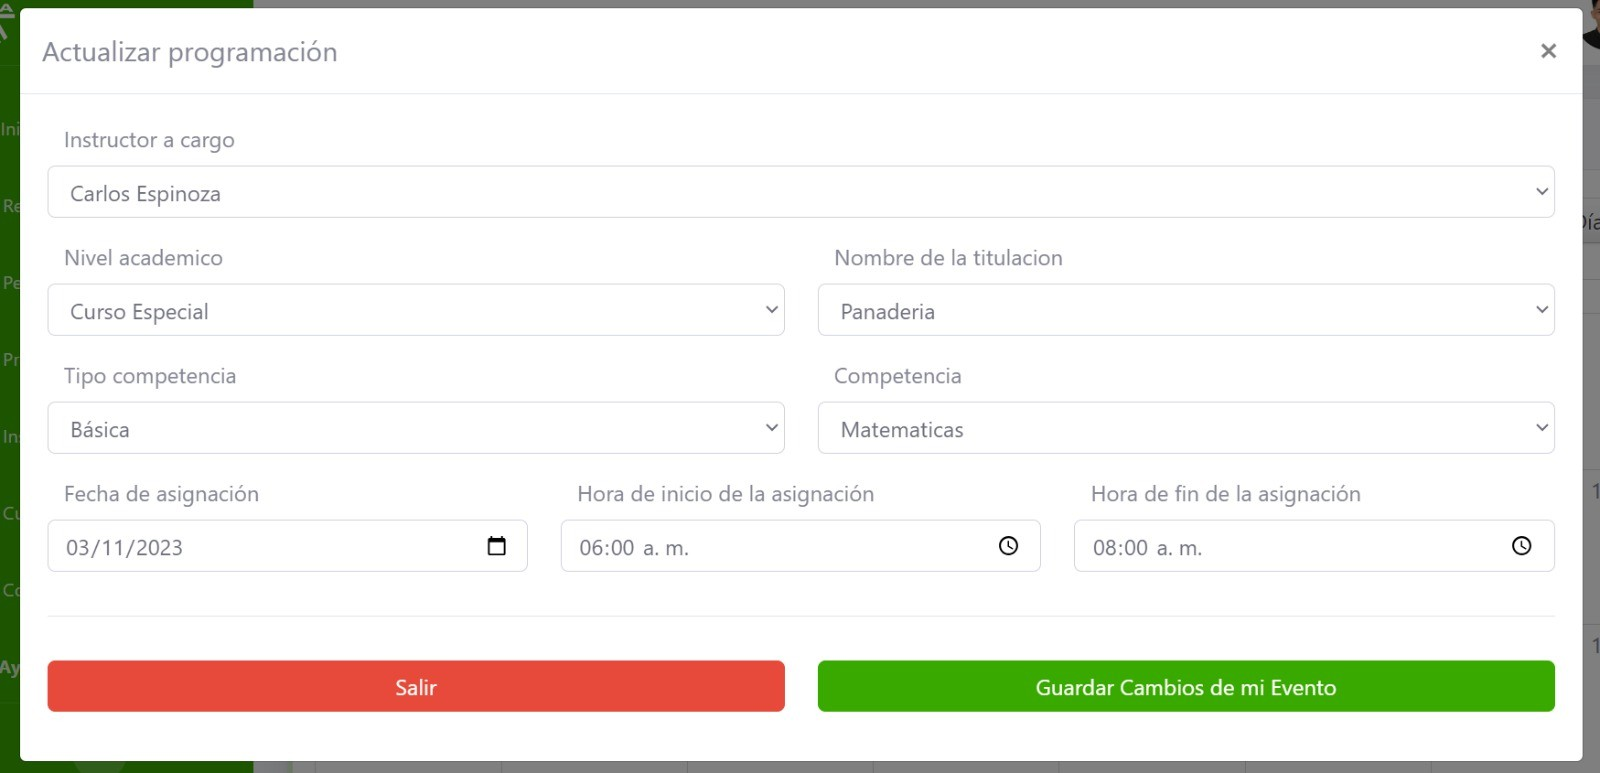 Actualizar programación
×
Instructor a cargo
Carlos Espinoza
Nivel academico
Nombre de la titulacion
Curso Especial
Panaderia
Tipo competencia
Competencia
Básica
Matematicas
Fecha de asignación
Hora de inicio de la asignación
Hora de fin de la asignación
03/11/2023
06:00 a. m.
08:00 a. m.
Salir
Guardar Cambios de mi Evento